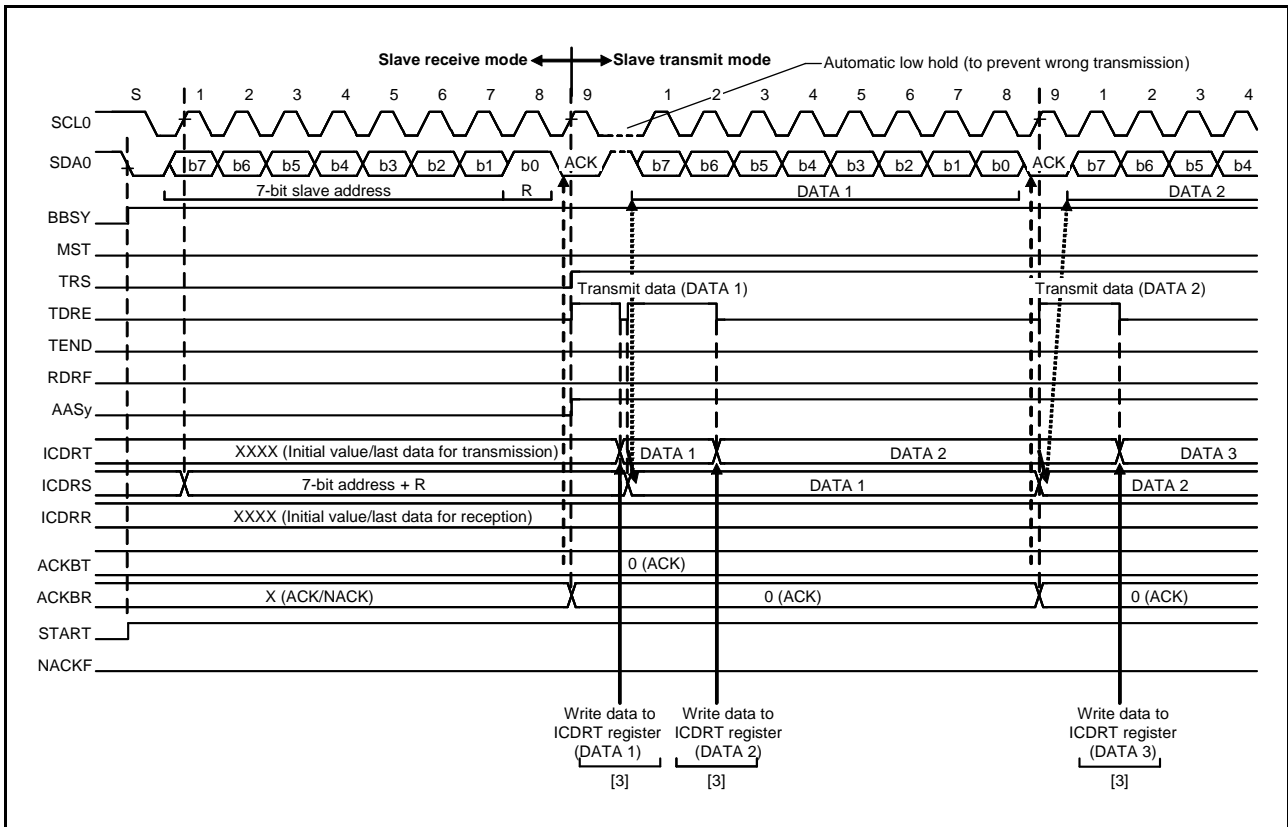 Slave receive mode Slave transmit mode
Automatic low hold (to prevent wrong transmission)
S 1 2 3 4 5 6 7 8 9 1 2 3 4 5 6 7 8 9 1 2 3 4
SCL0
SDA0 b7 b6 b5 b4 b3 b2 b1 b0 ACK b7 b6 b5 b4 b3 b2 b1 b0 ACK b7 b6 b5 b4
7-bit slave address R DATA 1 DATA 2
BBSY
MST
TRS
Transmit data (DATA 1) Transmit data (DATA 2)
TDRE
TEND
RDRF
AASy
ICDRT XXXX (Initial value/last data for transmission) DATA 1 DATA 2 DATA 3
ICDRS 7-bit address + R DATA 1 DATA 2
ICDRR XXXX (Initial value/last data for reception)
ACKBT 0 (ACK)
ACKBR X (ACK/NACK) 0 (ACK) 0 (ACK)
START
NACKF
Write data to Write data to Write data to
ICDRT register ICDRT register ICDRT register
(DATA 1) (DATA 2) (DATA 3)
[3] [3] [3]